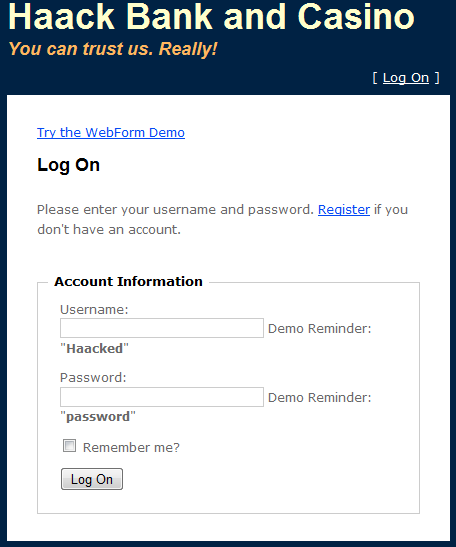 Haack Bank and Casino
You can trust us. Really!
[ Log On ]
Try the WebForm Demo
Log On
Please enter your username and password. Register if you
don't have an account.
Account Information
Username:
Demo Reminder:
"Haacked"
Password:
Demo Reminder:
"password"
Remember me?
Log On